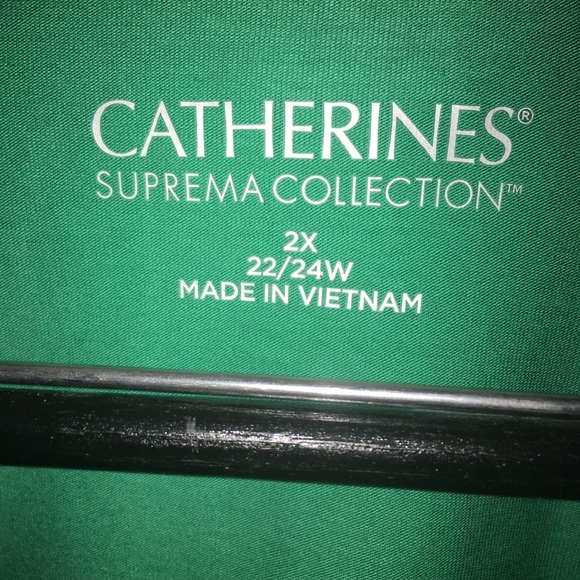 CATHERINES®
SUPREMA COLLECTION™
2X
22/24W
MADE IN VIETNAM